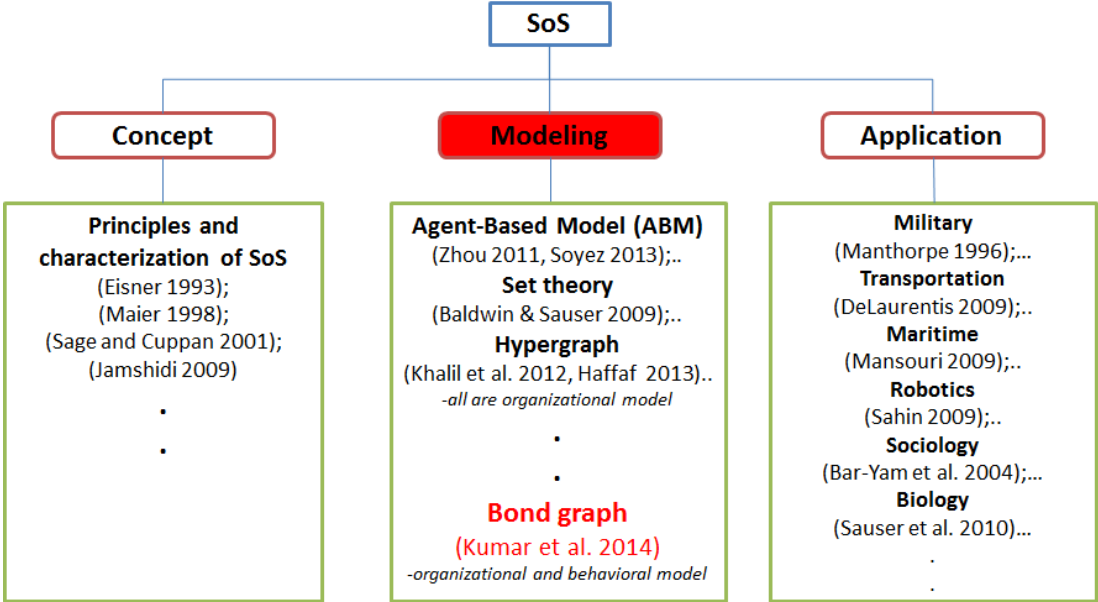 SoS
Concept
Modeling
Application
Principles and
characterization of SoS
(Eisner 1993);
(Maier 1998);
(Sage and Cuppan 2001);
(Jamshidi 2009)
.
.
Agent-Based Model (ABM)
(Zhou 2011, Soyez 2013);..
Set theory
(Baldwin & Sauser 2009);..
Hypergraph
(Khalil et al. 2012, Haffaf 2013)..
-all are organizational model
.
.
Bond graph
(Kumar et al. 2014)
-organizational and behavioral model
Military
(Manthorpe 1996);...
Transportation
(DeLaurentis 2009);..
Maritime
(Mansouri 2009);..
Robotics
(Sahin 2009);..
Sociology
(Bar-Yam et al. 2004);...
Biology
(Sauser et al. 2010)...
.
.